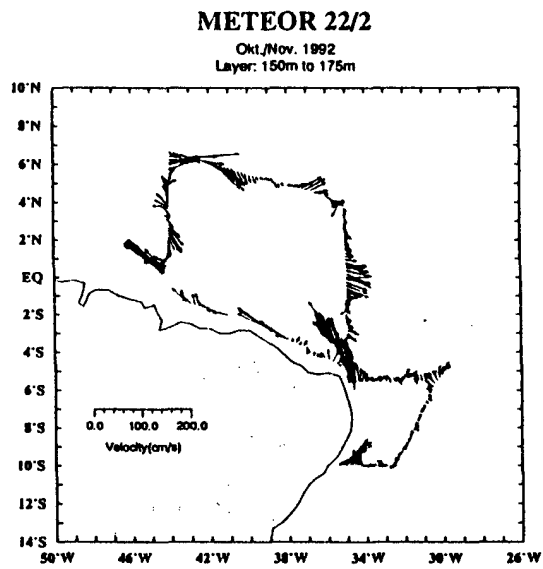 METEOR 22/2
Okt./Nov. 1992
Layer: 150m to 175m
10°N
8°N
6°N
4°N
2°N
EQ
2°S
4°S
6°S
8°S
10°S
12°S
14°S
0.0 100.0 200.0
Velocity(cm/s)
50°W 46°W 42°W 38°W 34°W 30°W 26°W